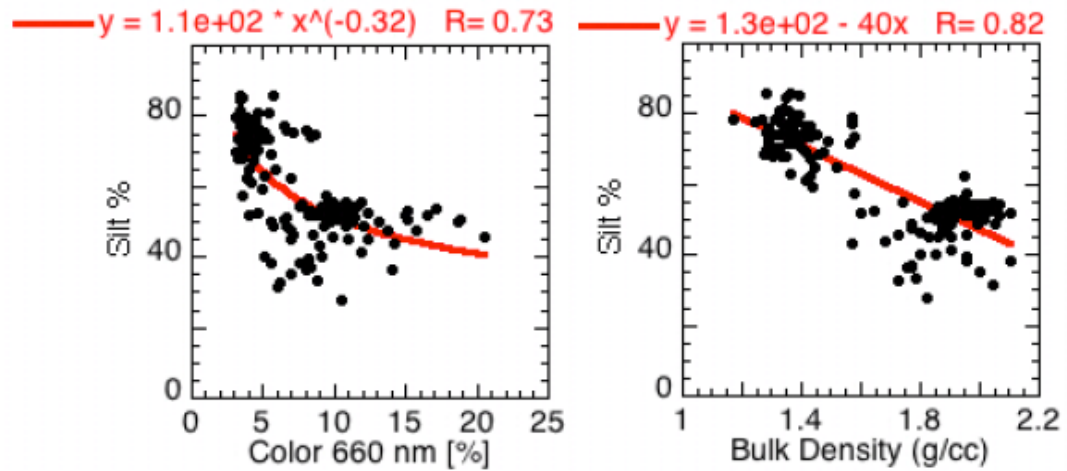 y = 1.1e+02 * x^(-0.32) R= 0.73
80
40
0
Silt %
0 5 10 15 20 25
Color 660 nm [%]
y = 1.3e+02 - 40x R= 0.82
80
40
0
Silt %
1 1.4 1.8 2.2
Bulk Density (g/cc)